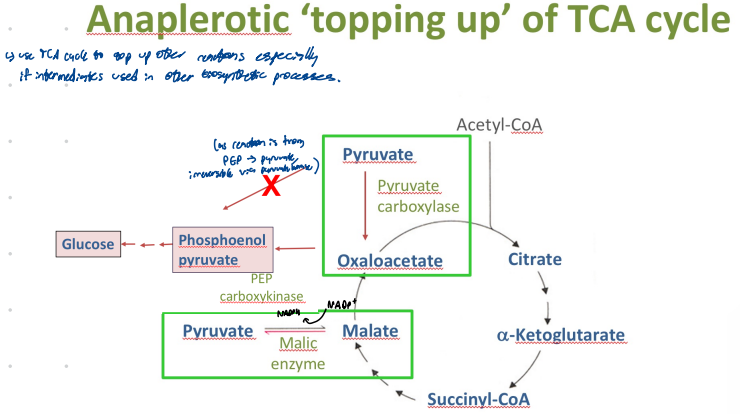 Anaplerotic ‘topping up’ of TCA cycle
↳ use TCA cycle to top up other reactions especially
if intermediates used in other biosynthetic processes.
Acetyl-CoA
(as reaction is from
PEP → pyruvate,
irreversible via pyruvate kinase)
X
Pyruvate
Pyruvate
carboxylase
Glucose
Phosphoenol
pyruvate
Oxaloacetate
Citrate
PEP
carboxykinase
NADPH
NADP+
Pyruvate
Malate
Malic
enzyme
α-Ketoglutarate
Succinyl-CoA